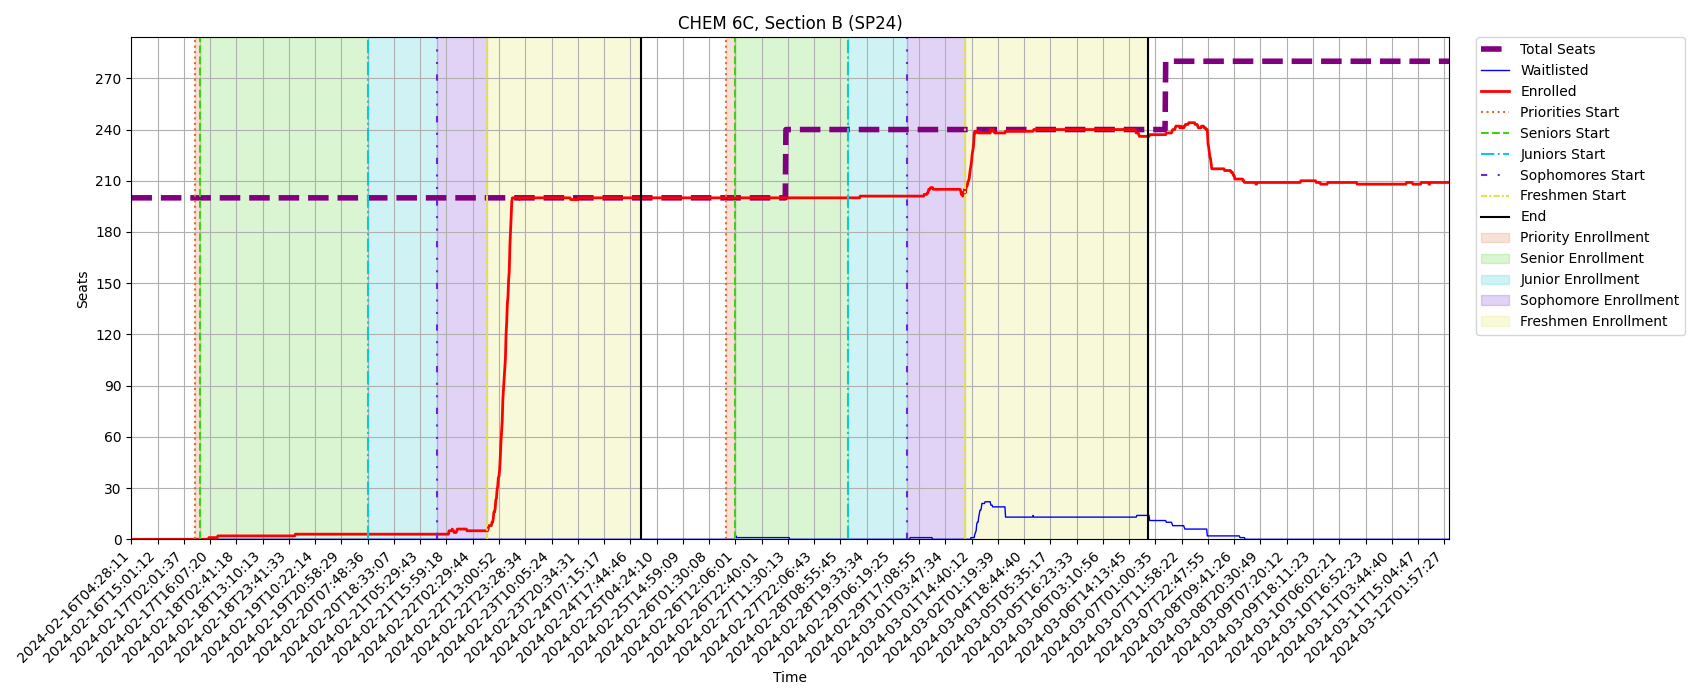 CHEM 6C, Section B (SP24)
Seats
270
240
210
180
150
120
90
60
30
0
2024-02-16T04:28:11
2024-02-16T15:01:12
2024-02-17T02:01:37
2024-02-17T16:07:20
2024-02-18T02:41:18
2024-02-18T13:10:13
2024-02-18T23:41:33
2024-02-19T10:22:14
2024-02-19T20:58:29
2024-02-20T07:48:36
2024-02-20T18:33:07
2024-02-21T05:29:43
2024-02-21T15:59:18
2024-02-22T02:29:44
2024-02-22T13:00:52
2024-02-22T23:28:34
2024-02-23T10:05:24
2024-02-23T20:34:31
2024-02-24T07:15:17
2024-02-24T17:44:46
2024-02-25T04:24:10
2024-02-25T14:59:09
2024-02-26T01:30:08
2024-02-26T12:06:01
2024-02-26T22:40:01
2024-02-27T11:30:13
2024-02-27T22:06:43
2024-02-28T08:55:45
2024-02-28T19:33:34
2024-02-29T06:19:25
2024-02-29T17:08:55
2024-03-01T03:47:34
2024-03-01T14:40:12
2024-03-02T01:19:39
2024-03-04T18:44:40
2024-03-05T05:35:17
2024-03-05T16:23:33
2024-03-06T03:10:56
2024-03-06T14:13:45
2024-03-07T01:00:35
2024-03-07T11:58:22
2024-03-07T22:47:55
2024-03-08T09:41:26
2024-03-08T20:30:49
2024-03-09T07:20:12
2024-03-09T18:11:23
2024-03-10T06:02:21
2024-03-10T16:52:23
2024-03-11T03:44:40
2024-03-11T15:04:47
2024-03-12T01:57:27
Time
Total Seats
Waitlisted
Enrolled
Priorities Start
Seniors Start
Juniors Start
Sophomores Start
Freshmen Start
End
Priority Enrollment
Senior Enrollment
Junior Enrollment
Sophomore Enrollment
Freshmen Enrollment